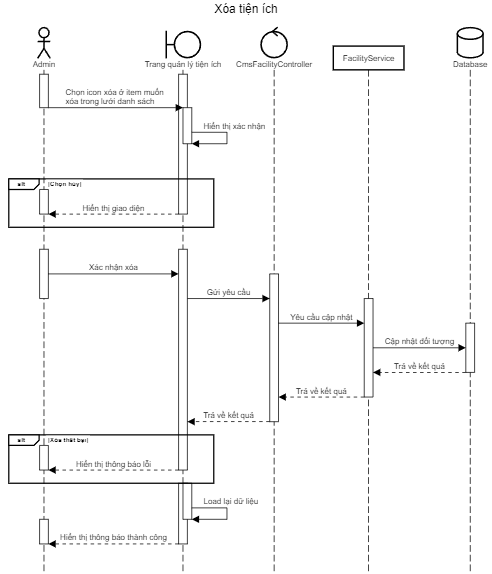 Xóa tiện ích
Admin
Trang quản lý tiện ích
CmsFacilityController
FacilityService
Database
Chọn icon xóa ở item muốn
xóa trong lưới danh sách
Hiển thị xác nhận
alt
[Chọn hủy]
Hiển thị giao diện
Xác nhận xóa
Gửi yêu cầu
Yêu cầu cập nhật
Cập nhật đối tượng
Trả về kết quả
Trả về kết quả
Trả về kết quả
alt
[Xóa thất bại]
Hiển thị thông báo lỗi
Load lại dữ liệu
Hiển thị thông báo thành công